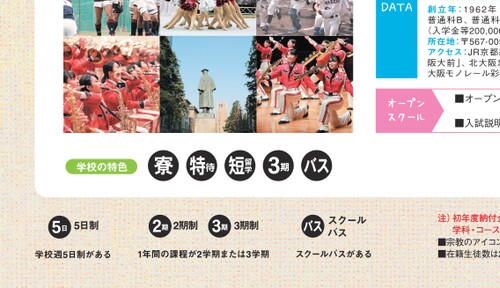 DATA
創立年：1962年
普通科B、普通科
（入学金等200,00
所在地：〒567-00
アクセス：JR京都
阪大前」、北大阪
大阪モノレール彩
オープン
スクール
■オープン
■入試説明
学校の特色
寮
特待
短留学
3期
バス
5日 5日制
学校週5日制がある
2期 2期制 3期 3期制
1年間の課程が2学期または3学期
バス スクールバス
スクールバスがある
注）初年度納付金
学科・コース
■宗教のアイコン
■在籍生徒数は2